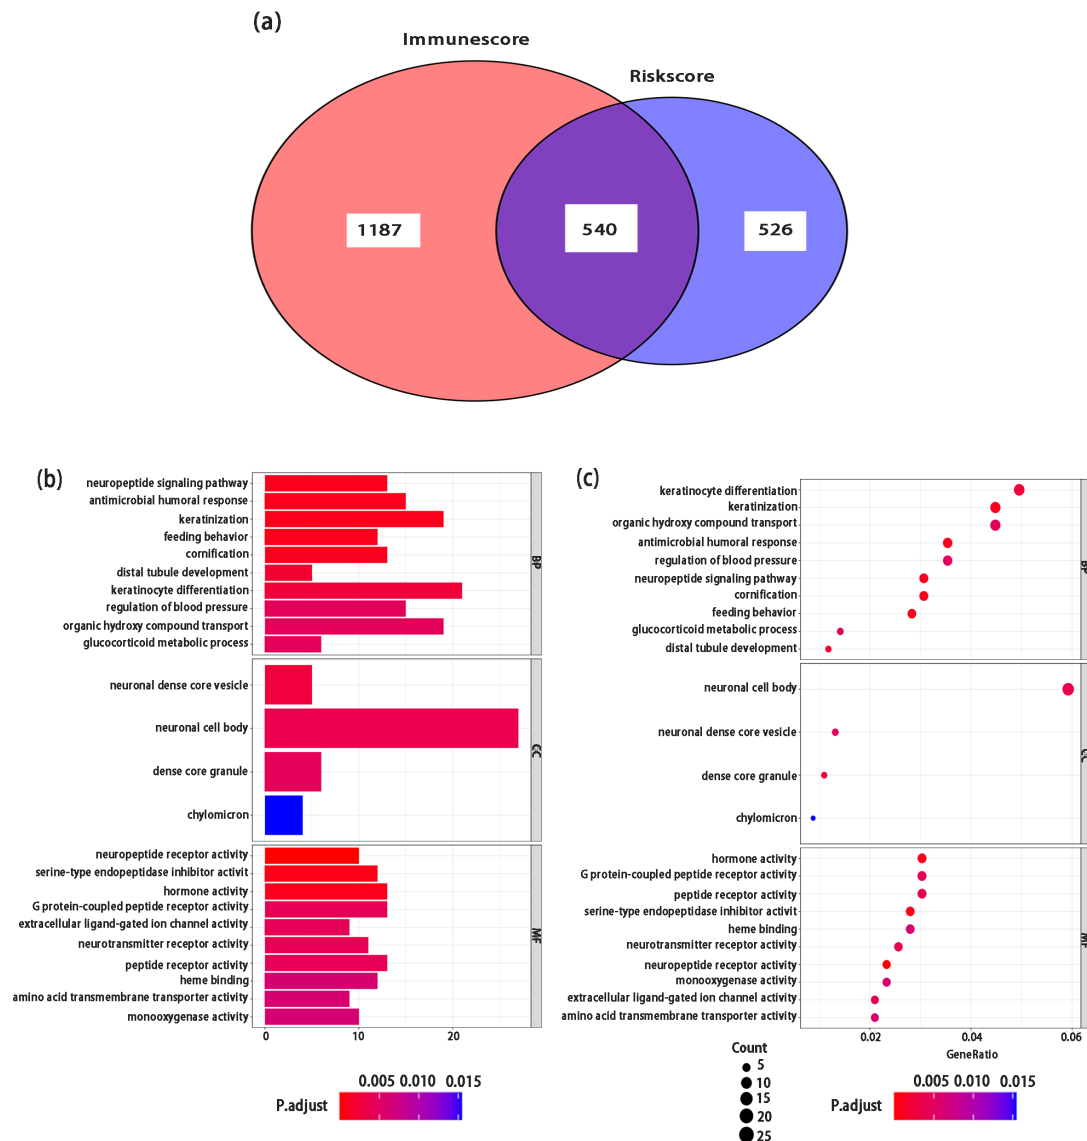 (a)
Immunescore
Riskscore
1187
540
526
(b)
neuropeptide signaling pathway
antimicrobial humoral response
keratinization
feeding behavior
cornification
distal tubule development
keratinocyte differentiation
regulation of blood pressure
organic hydroxy compound transport
glucocorticoid metabolic process
BP
neuronal dense core vesicle
neuronal cell body
dense core granule
chylomicron
CC
neuropeptide receptor activity
serine-type endopeptidase inhibitor activit
hormone activity
G protein-coupled peptide receptor activity
extracellular ligand-gated ion channel activity
neurotransmitter receptor activity
peptide receptor activity
heme binding
amino acid transmembrane transporter activity
monooxygenase activity
MF
0 20
0.005 0.010 0.015
P.adjust
(c)
keratinocyte differentiation
keratinization
organic hydroxy compound transport
antimicrobial humoral response
regulation of blood pressure
neuropeptide signaling pathway
cornification
feeding behavior
glucocorticoid metabolic process
distal tubule development
BP
neuronal cell body
neuronal dense core vesicle
dense core granule
chylomicron
CC
hormone activity
G protein-coupled peptide receptor activity
peptide receptor activity
serine-type endopeptidase inhibitor activit
heme binding
neurotransmitter receptor activity
neuropeptide receptor activity
monooxygenase activity
extracellular ligand-gated ion channel activity
amino acid transmembrane transporter activity
MF
0.02 0.04 0.06
GeneRatio
Count
5
10
15
20
25
0.005 0.010 0.015
P.adjust